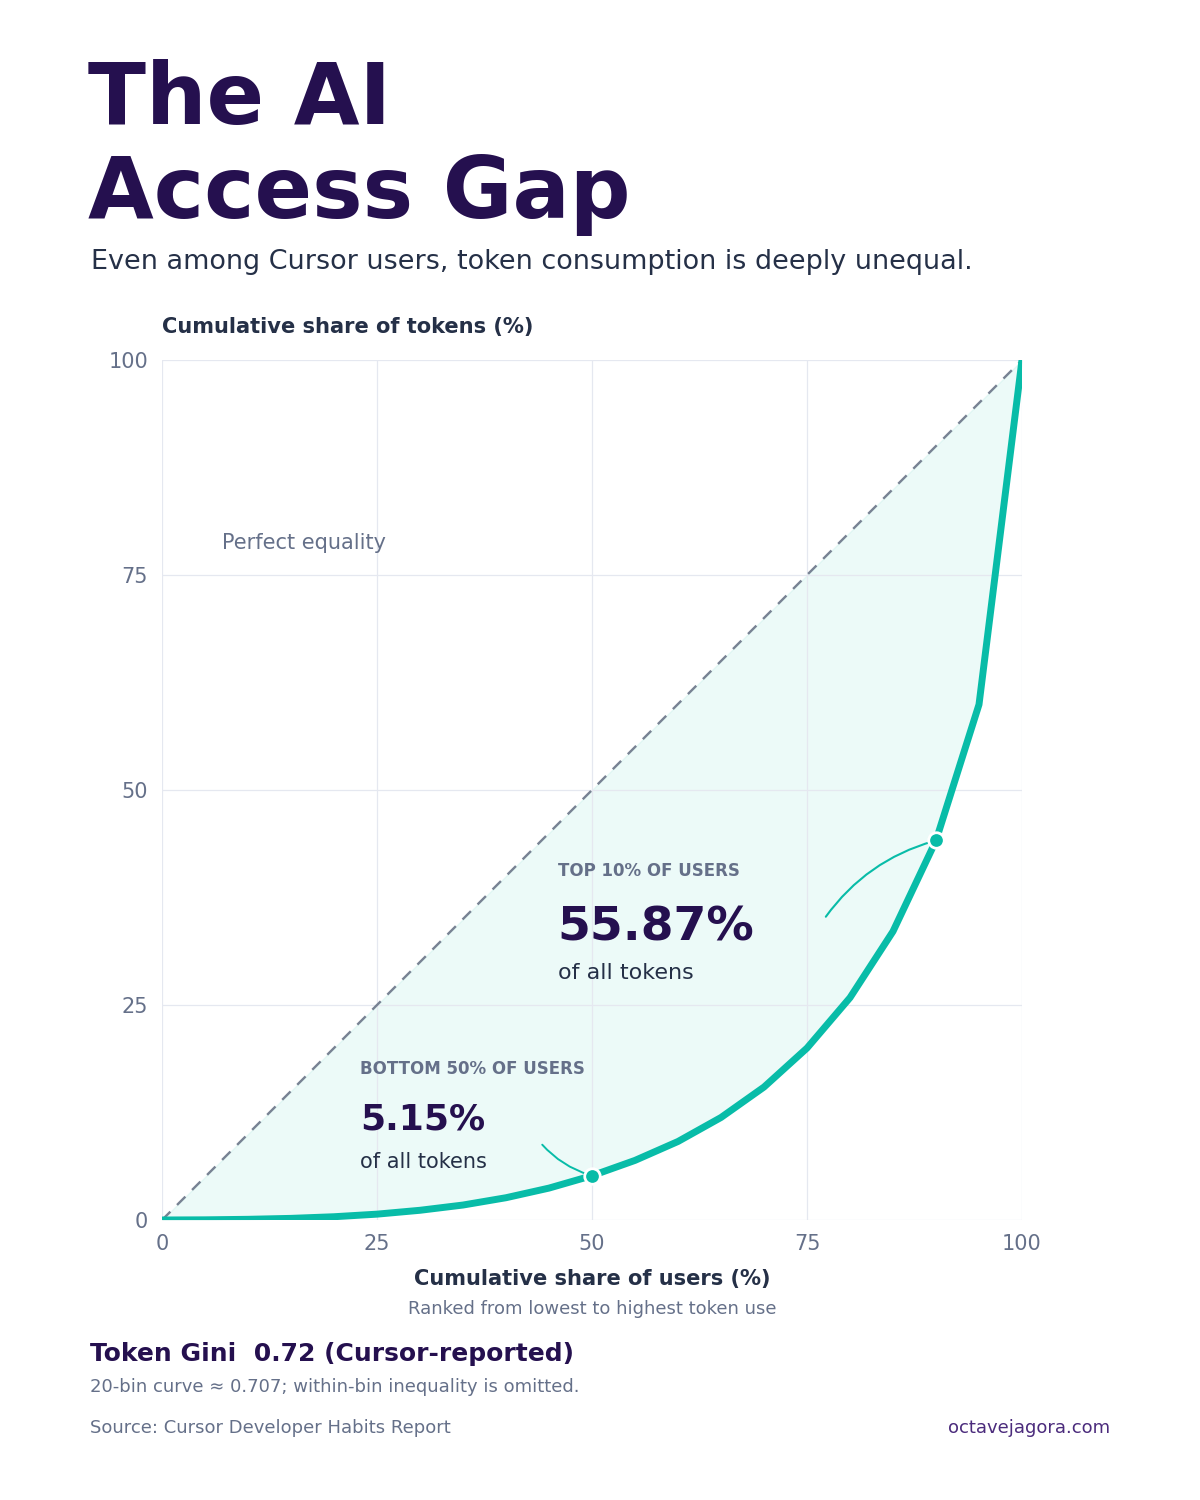 The AI
Access Gap
Even among Cursor users, token consumption is deeply unequal.
Cumulative share of tokens (%)
100
Perfect equality
75
50
TOP 10% OF USERS
55.87%
of all tokens
25
BOTTOM 50% OF USERS
5.15%
of all tokens
0
0 25 50 75 100
Cumulative share of users (%)
Ranked from lowest to highest token use
Token Gini 0.72 (Cursor-reported)
20-bin curve ≈ 0.707; within-bin inequality is omitted.
Source: Cursor Developer Habits Report
octavejagora.com